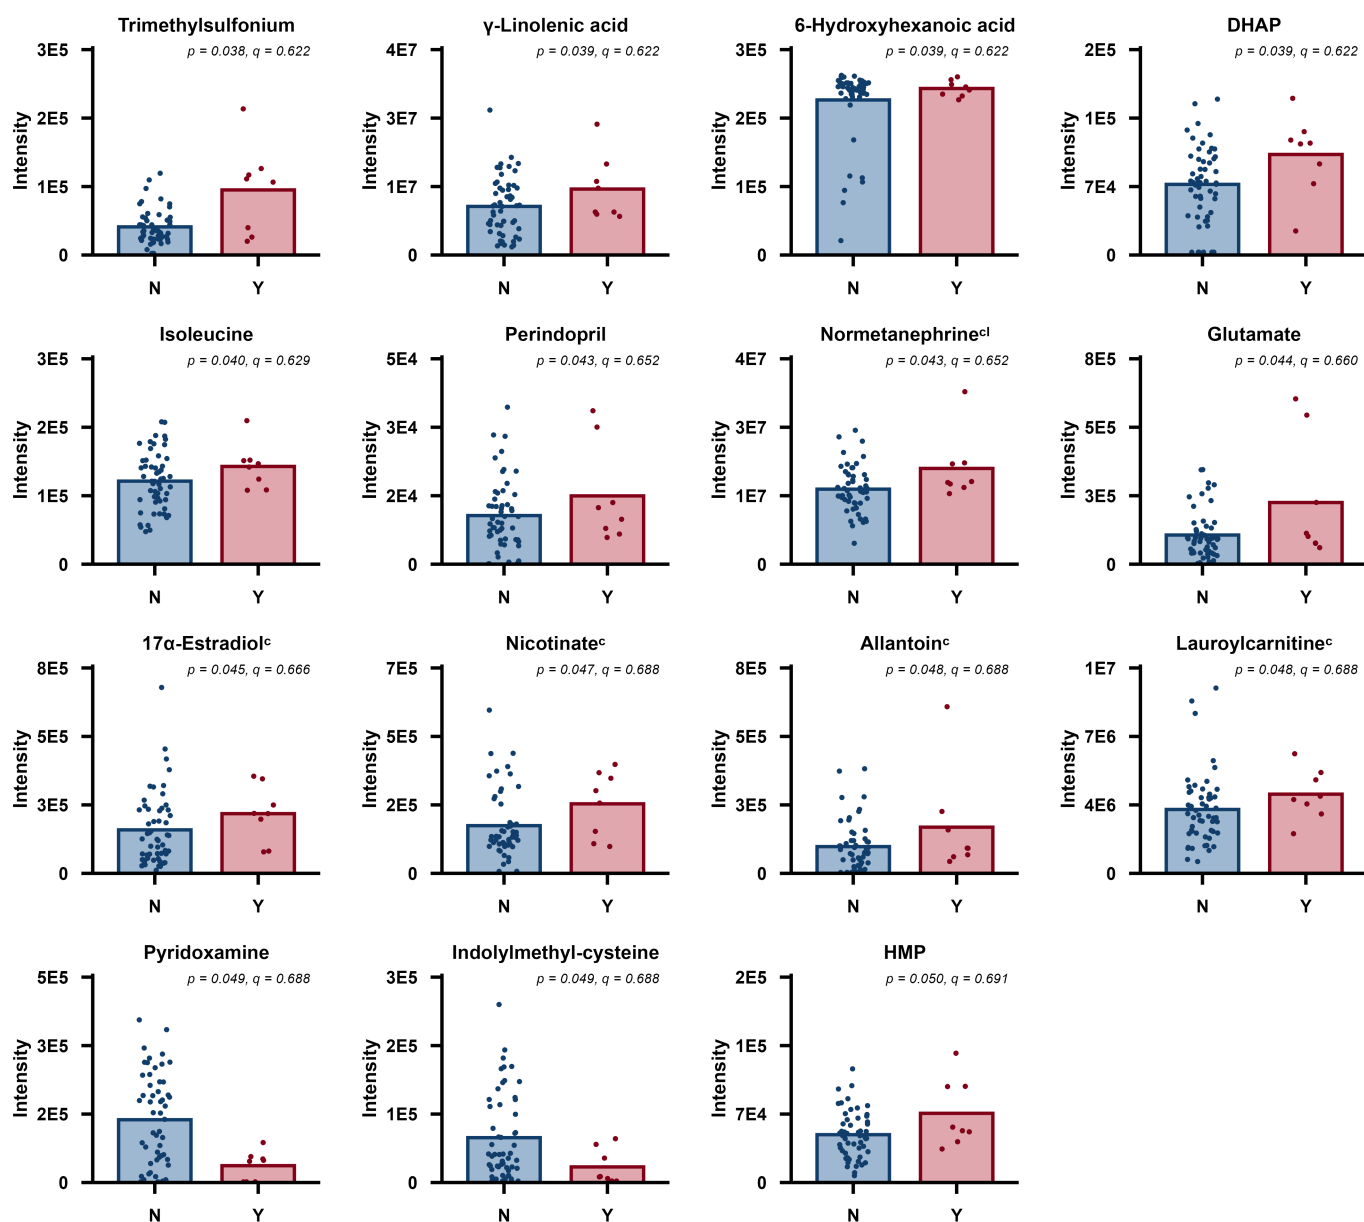 Trimethylsulfonium
p = 0.038, q = 0.622
Intensity
3E5
2E5
1E5
0
N Y
γ-Linolenic acid
p = 0.039, q = 0.622
Intensity
4E7
3E7
1E7
0
N Y
6-Hydroxyhexanoic acid
p = 0.039, q = 0.622
Intensity
3E5
2E5
1E5
0
N Y
DHAP
p = 0.039, q = 0.622
Intensity
2E5
1E5
7E4
0
N Y
Isoleucine
p = 0.040, q = 0.629
Intensity
3E5
2E5
1E5
0
N Y
Perindopril
p = 0.043, q = 0.652
Intensity
5E4
3E4
2E4
0
N Y
Normetanephrineᶜˡ
p = 0.043, q = 0.652
Intensity
4E7
3E7
1E7
0
N Y
Glutamate
p = 0.044, q = 0.660
Intensity
8E5
5E5
3E5
0
N Y
17α-Estradiolᶜ
p = 0.045, q = 0.666
Intensity
8E5
5E5
3E5
0
N Y
Nicotinateᶜ
p = 0.047, q = 0.688
Intensity
7E5
5E5
2E5
0
N Y
Allantoinᶜ
p = 0.048, q = 0.688
Intensity
8E5
5E5
3E5
0
N Y
Lauroylcarnitineᶜ
p = 0.048, q = 0.688
Intensity
1E7
7E6
4E6
0
N Y
Pyridoxamine
p = 0.049, q = 0.688
Intensity
5E5
3E5
2E5
0
N Y
Indolylmethyl-cysteine
p = 0.049, q = 0.688
Intensity
3E5
2E5
1E5
0
N Y
HMP
p = 0.050, q = 0.691
Intensity
2E5
1E5
7E4
0
N Y